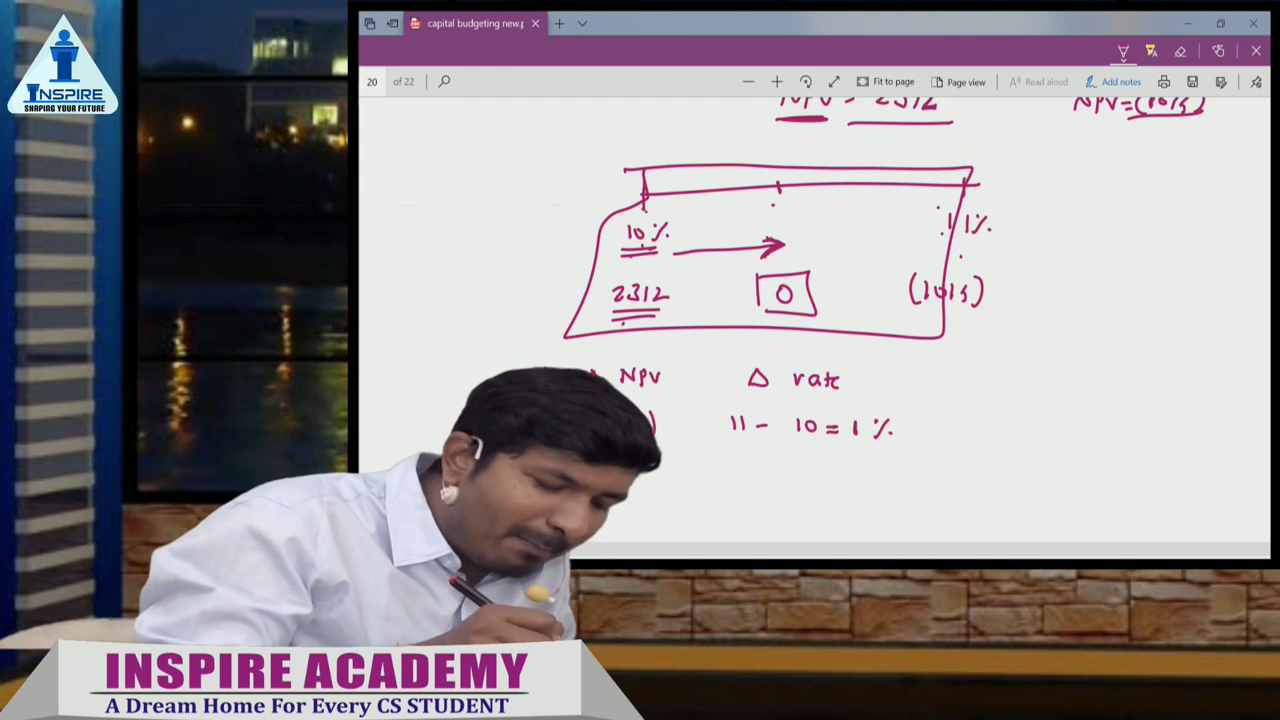 INSPIRE
SHAPING YOUR FUTURE
capital budgeting new.p
20 of 22
Fit to page
Page view
Read aloud
Add notes
NPV = 2312
10%
11%
2312
0
NPV
Δ rate
11 - 10 = 1 %
INSPIRE ACADEMY
A Dream Home For Every CS STUDENT